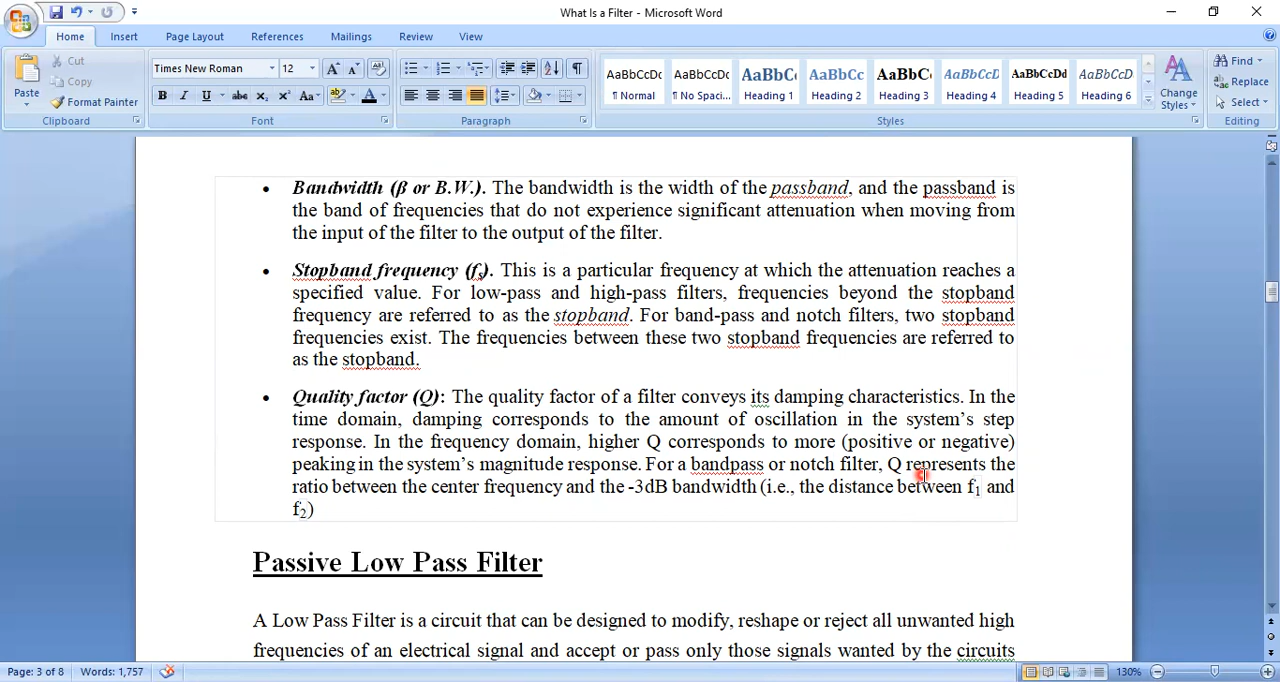 What Is a Filter - Microsoft Word
Home Insert Page Layout References Mailings Review View
Paste
Cut
Copy
Format Painter
Clipboard
Times New Roman 12
Font
Paragraph
AaBbCcDc AaBbCcDc AaBbC AaBbCc AaBbC AaBbCcD AaBbCcDd AaBbCcD
¶ Normal ¶ No Spaci... Heading 1 Heading 2 Heading 3 Heading 4 Heading 5 Heading 6
Change Styles
Styles
Find
Replace
Select
Editing
• Bandwidth (β or B.W.). The bandwidth is the width of the passband, and the passband is
the band of frequencies that do not experience significant attenuation when moving from
the input of the filter to the output of the filter.
• Stopband frequency (fs). This is a particular frequency at which the attenuation reaches a
specified value. For low-pass and high-pass filters, frequencies beyond the stopband
frequency are referred to as the stopband. For band-pass and notch filters, two stopband
frequencies exist. The frequencies between these two stopband frequencies are referred to
as the stopband.
• Quality factor (Q): The quality factor of a filter conveys its damping characteristics. In the
time domain, damping corresponds to the amount of oscillation in the system's step
response. In the frequency domain, higher Q corresponds to more (positive or negative)
peaking in the system's magnitude response. For a bandpass or notch filter, Q represents the
ratio between the center frequency and the -3dB bandwidth (i.e., the distance between f1 and
f2)
Passive Low Pass Filter
A Low Pass Filter is a circuit that can be designed to modify, reshape or reject all unwanted high
frequencies of an electrical signal and accept or pass only those signals wanted by the circuits
Page: 3 of 8 Words: 1,757 130%